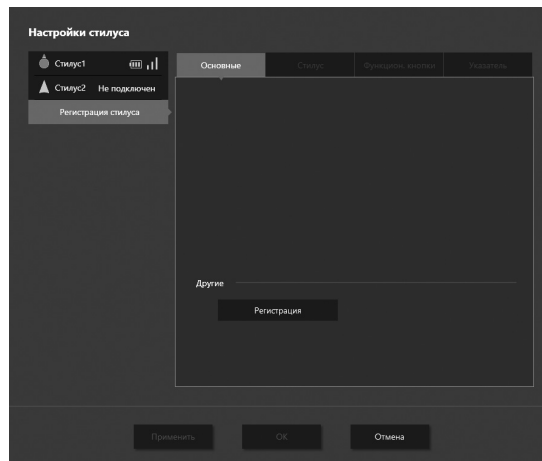 Настройки стилуса
Стилус1
Стилус2 Не подключен
Регистрация стилуса
Основные Стилус Функцион. кнопки Указатель
Другие
Регистрация
Применить OK Отмена